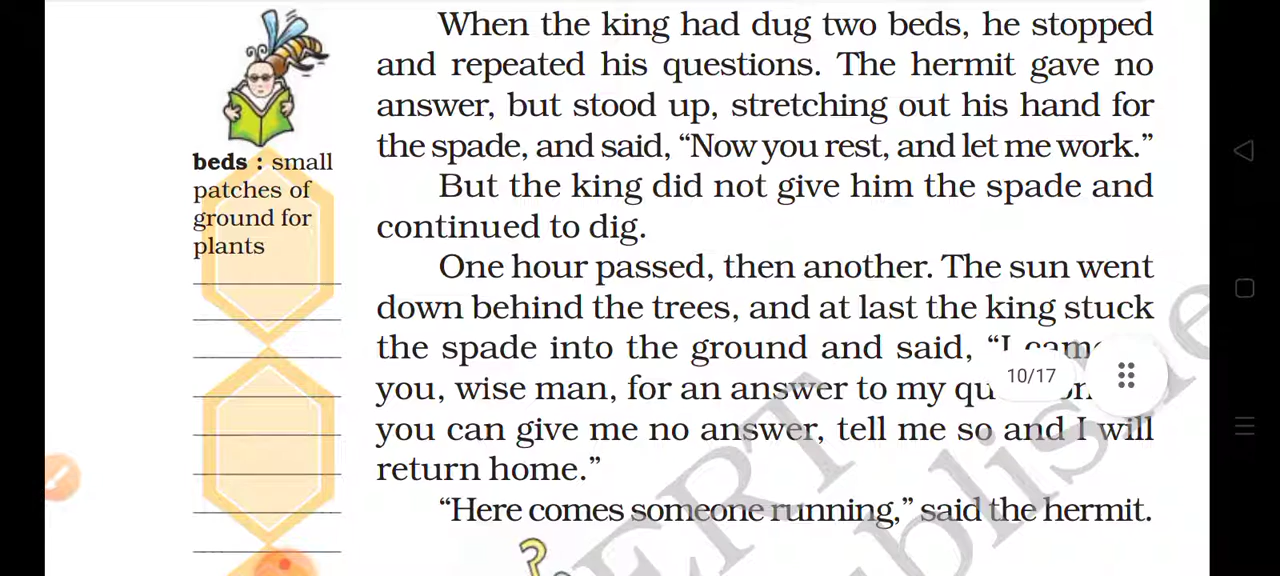 When the king had dug two beds, he stopped
and repeated his questions. The hermit gave no
answer, but stood up, stretching out his hand for
the spade, and said, “Now you rest, and let me work.”
But the king did not give him the spade and
continued to dig.
One hour passed, then another. The sun went
down behind the trees, and at last the king stuck
the spade into the ground and said, “I came
you, wise man, for an answer to my
you can give me no answer, tell me so and I will
return home.”
“Here comes someone running,” said the hermit.
beds : small
patches of
ground for
plants
10/17